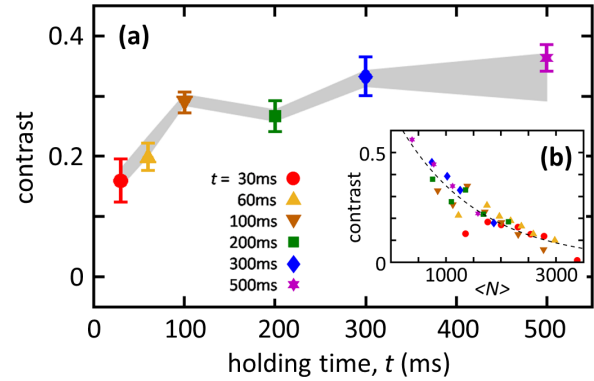 (a)
contrast
0.4
0.2
0
0
100
200
300
400
500
holding time, t (ms)
t = 30ms
60ms
100ms
200ms
300ms
500ms
(b)
contrast
0.5
0
1000
3000
<N>